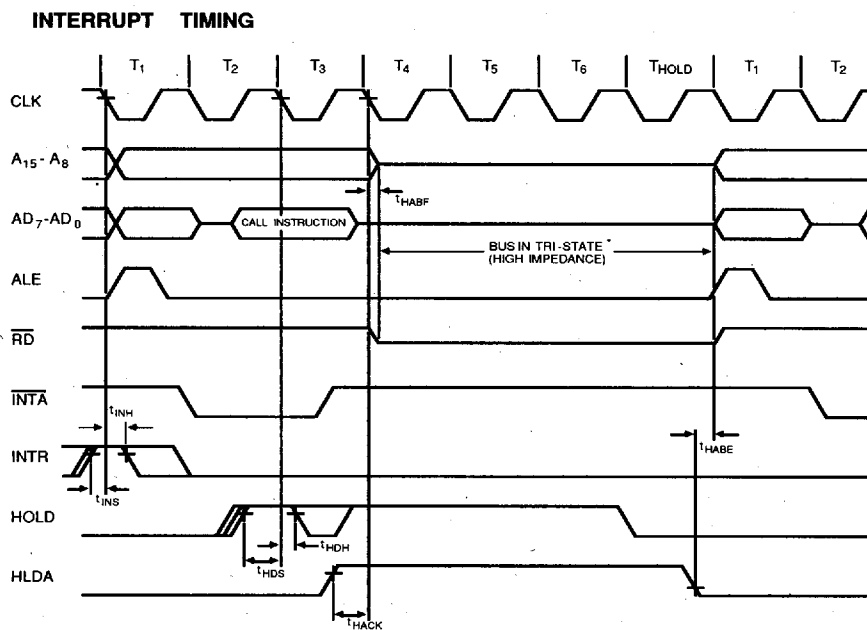 INTERRUPT TIMING
T1 T2 T3 T4 T5 T6 THOLD T1 T2
CLK
A15-A8
tHABF
AD7-AD0
CALL INSTRUCTION
BUS IN TRI-STATE*
(HIGH IMPEDANCE)
ALE
RD
INTA
tINH
tHABE
INTR
tINS
HOLD
tHDH
tHDS
HLDA
tHACK